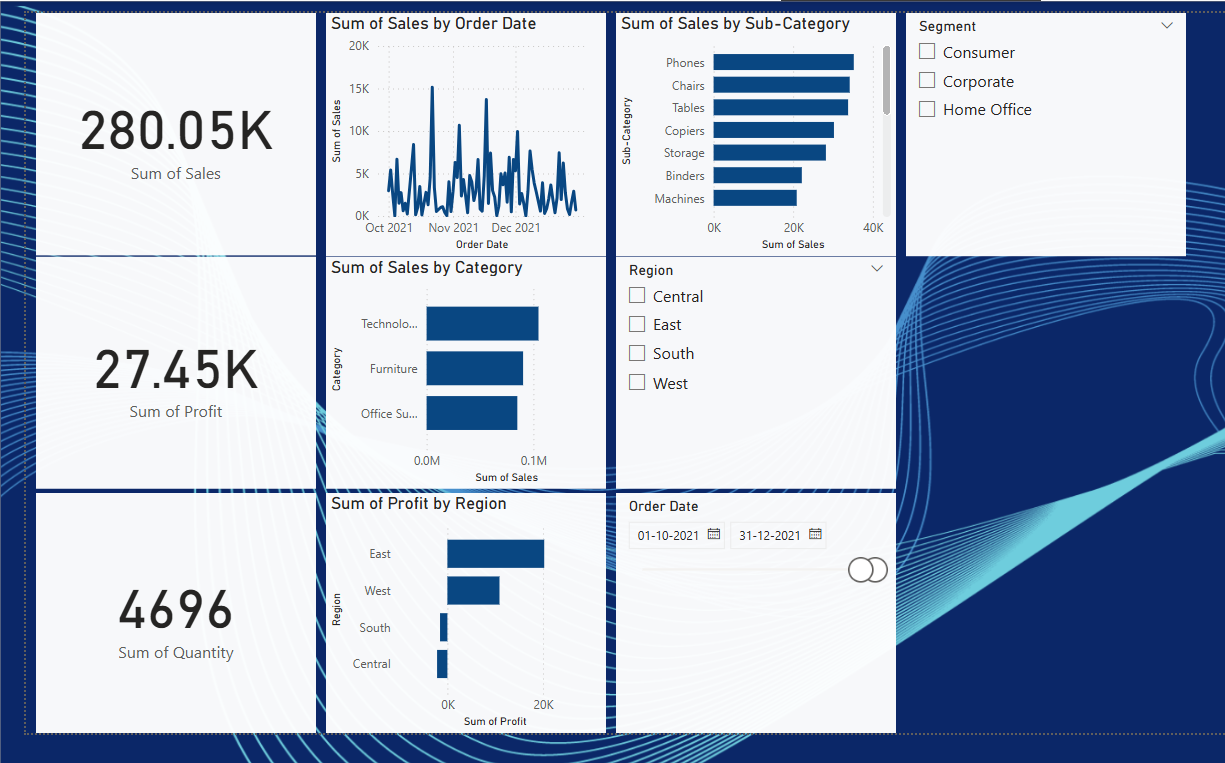 280.05K
Sum of Sales
27.45K
Sum of Profit
4696
Sum of Quantity
Sum of Sales by Order Date
20K
15K
10K
5K
0K
Sum of Sales
Oct 2021 Nov 2021 Dec 2021
Order Date
Sum of Sales by Category
Category
Technolo...
Furniture
Office Su...
0.0M 0.1M
Sum of Sales
Sum of Profit by Region
Region
East
West
South
Central
0K 20K
Sum of Profit
Sum of Sales by Sub-Category
Sub-Category
Phones
Chairs
Tables
Copiers
Storage
Binders
Machines
0K 20K 40K
Sum of Sales
Region
Central
East
South
West
Order Date
01-10-2021 31-12-2021
Segment
Consumer
Corporate
Home Office